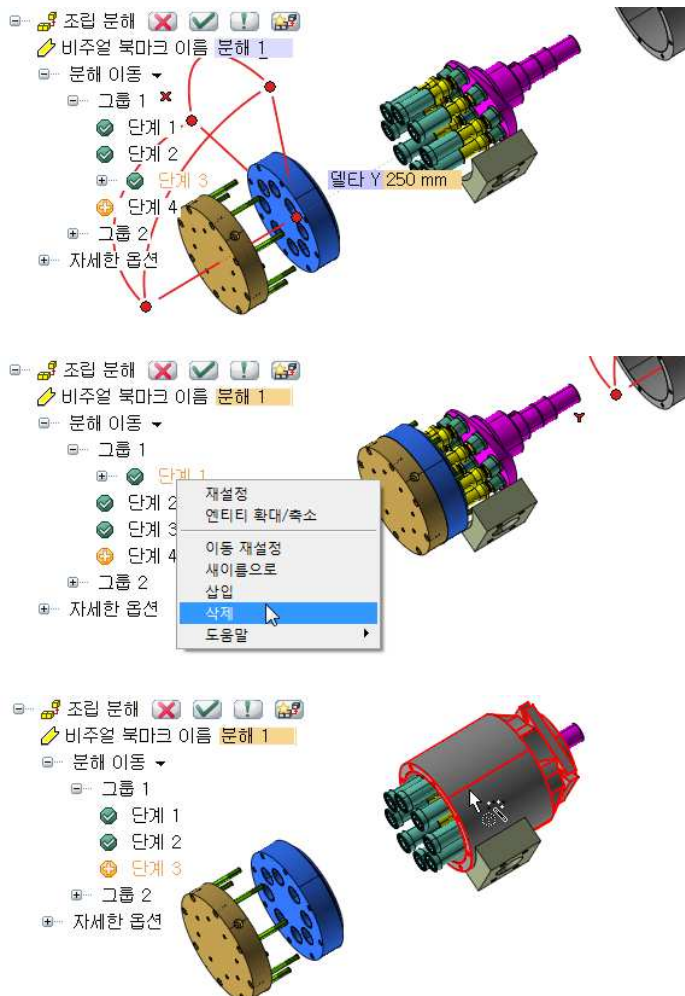 조립 분해
비주얼 북마크 이름 분해 1
분해 이동
그룹 1
단계 1
단계 2
단계 3
단계 4
그룹 2
자세한 옵션
델타 Y 250 mm
조립 분해
비주얼 북마크 이름 분해 1
분해 이동
그룹 1
단계 1
단계 2
단계 3
단계 4
그룹 2
자세한 옵션
재설정
엔티티 확대/축소
이동 재설정
새이름으로
삽입
삭제
도움말
Y
조립 분해
비주얼 북마크 이름 분해 1
분해 이동
그룹 1
단계 1
단계 2
단계 3
그룹 2
자세한 옵션